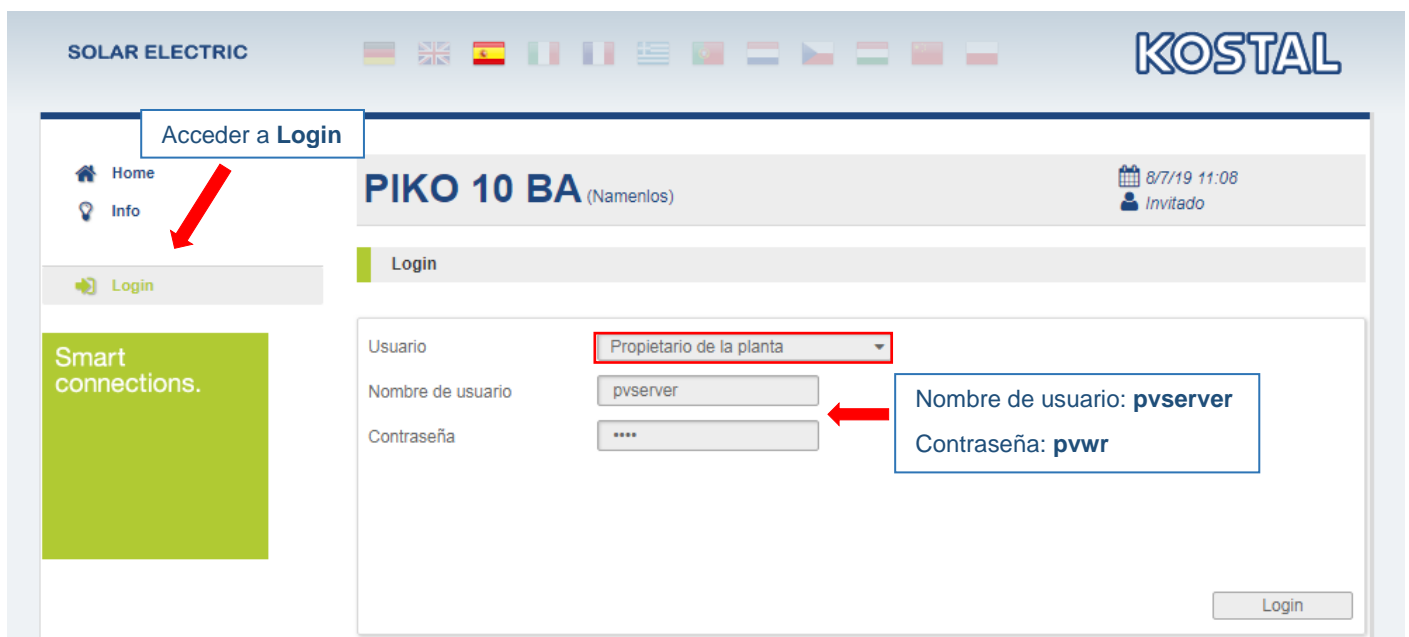 SOLAR ELECTRIC
KOSTAL
Acceder a Login
Home
Info
Login
Smart
connections.
PIKO 10 BA (Namenlos)
8/7/19 11:08
Invitado
Login
Usuario
Propietario de la planta
Nombre de usuario
pvserver
Contraseña
••••
Nombre de usuario: pvserver
Contraseña: pvwr
Login